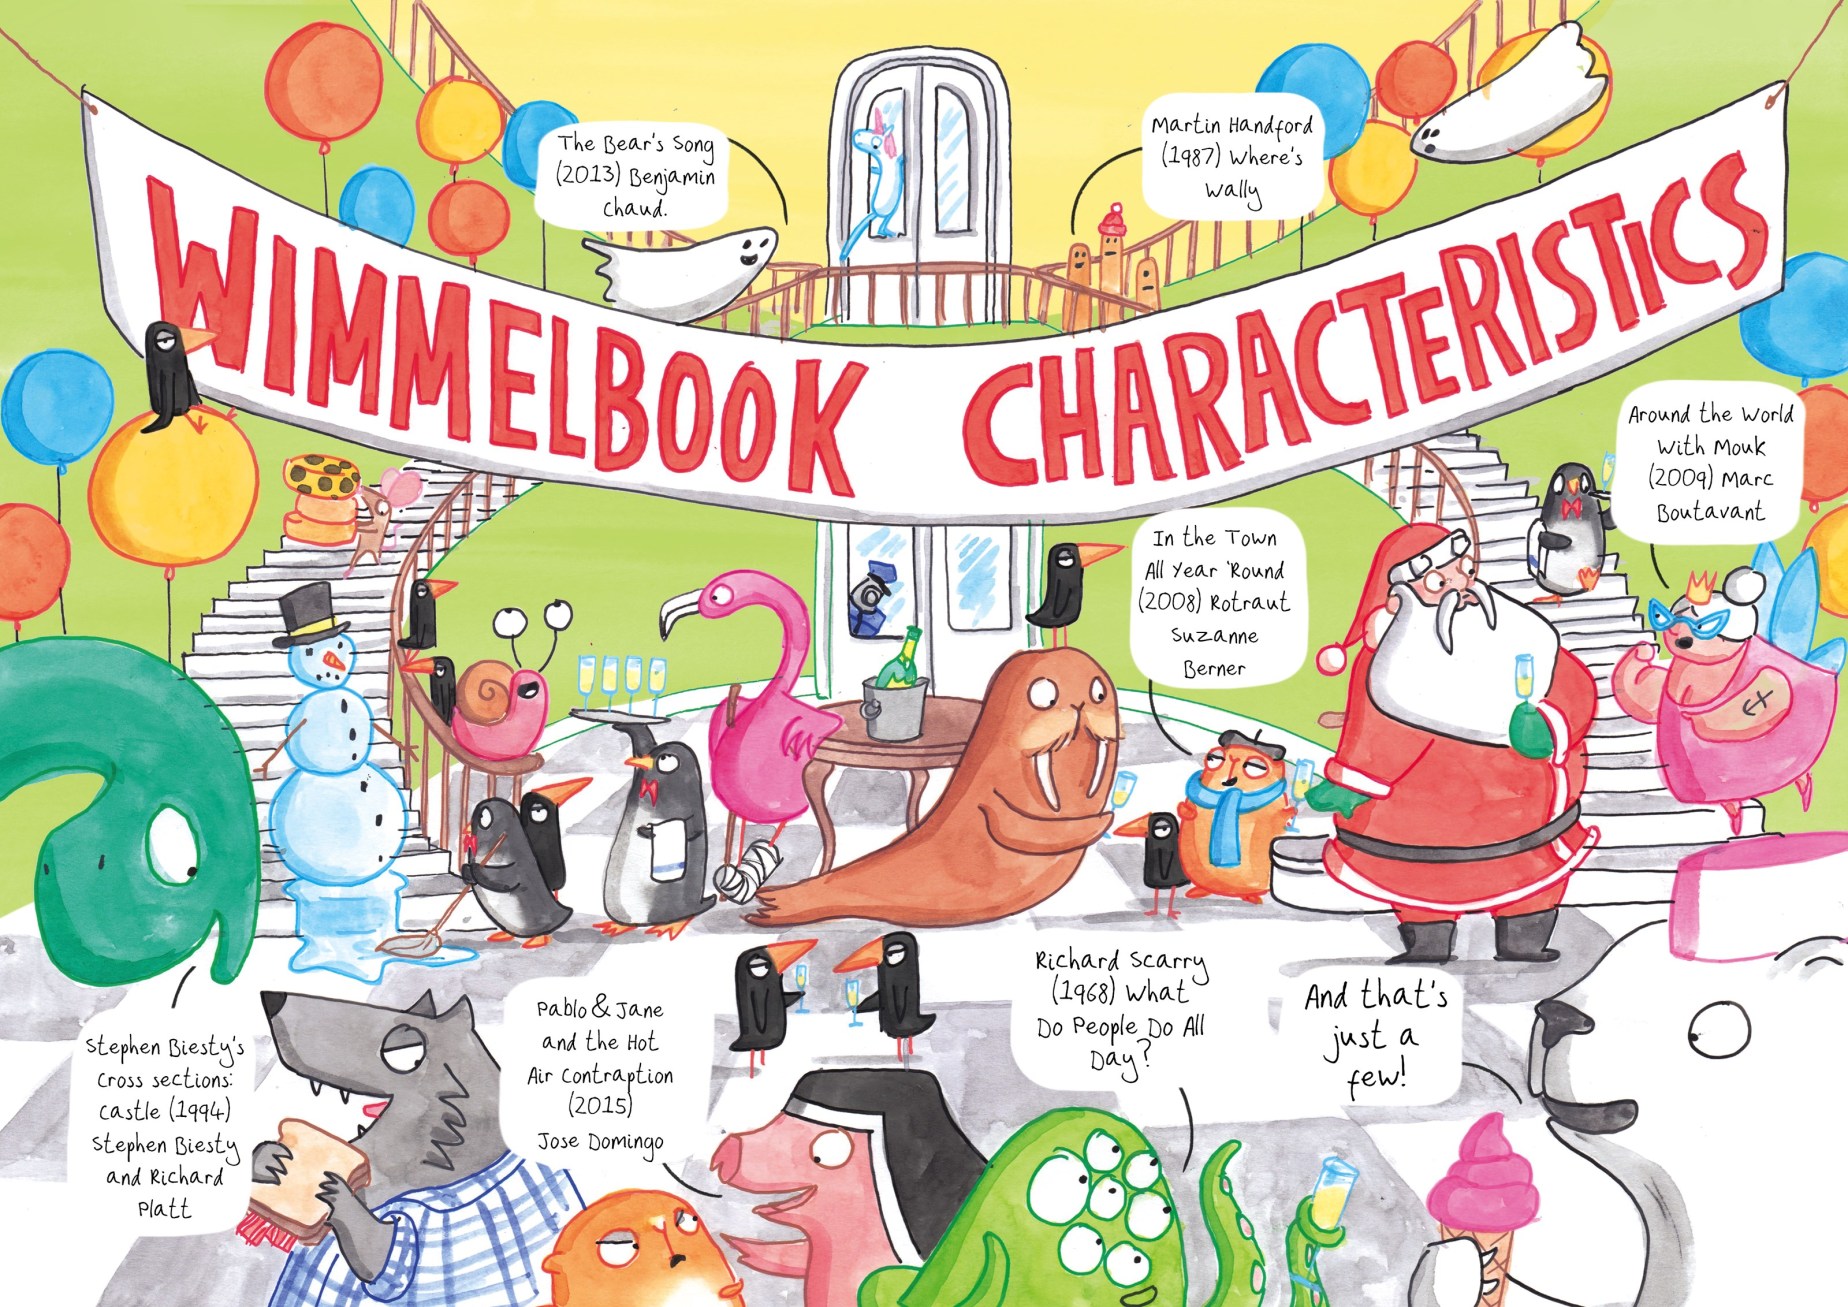 The Bear's Song
(2013) Benjamin
Chaud.
Martin Handford
(1987) Where's
Wally
WIMMELBOOK CHARACTERISTICS
Around the World
With Mouk
(2009) Marc
Boutavant
In the Town
All Year 'Round
(2008) Rotraut
Suzanne
Berner
Stephen Biesty's
Cross sections:
Castle (1994)
Stephen Biesty
and Richard
Platt
Pablo & Jane
and the Hot
Air Contraption
(2015)
Jose Domingo
Richard Scarry
(1968) What
Do People Do All
Day?
And that's
just a
few!